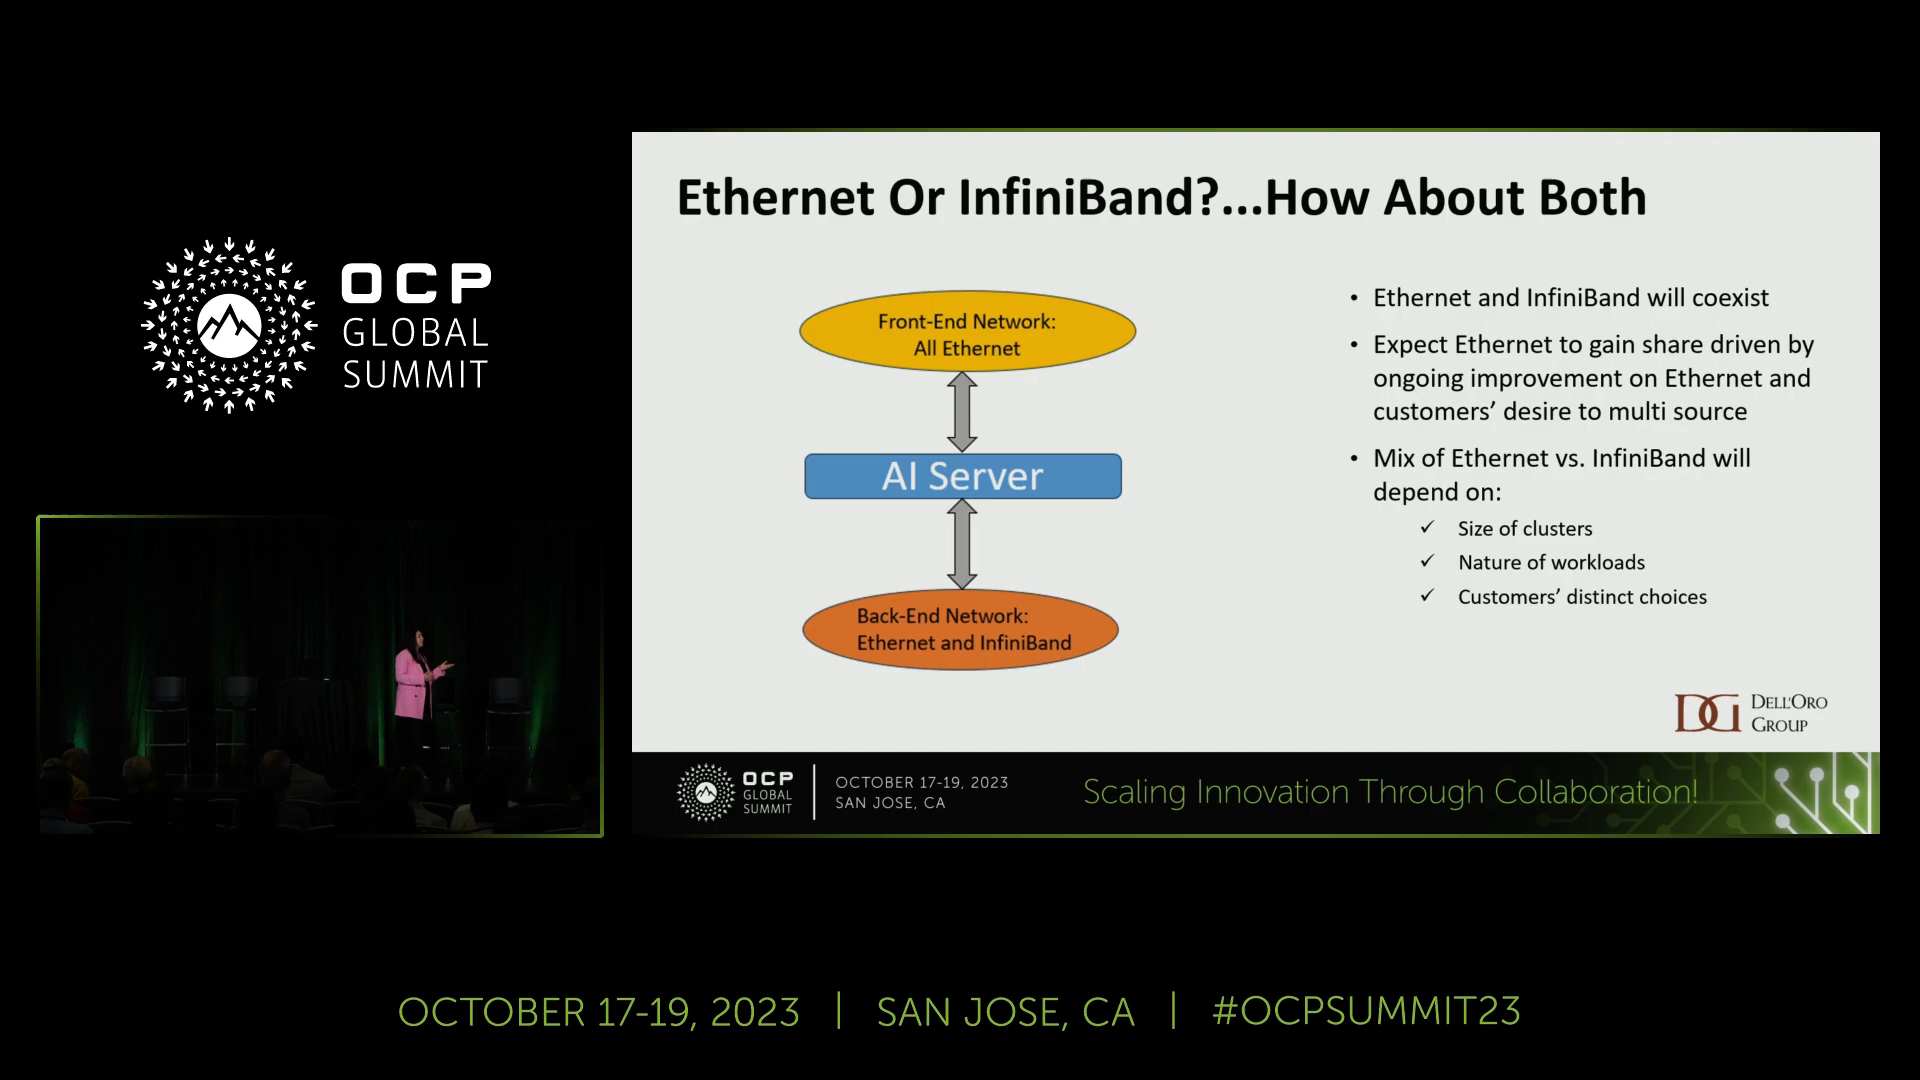 OCP
GLOBAL
SUMMIT
Ethernet Or InfiniBand?...How About Both
Front-End Network:
All Ethernet
AI Server
Back-End Network:
Ethernet and InfiniBand
• Ethernet and InfiniBand will coexist
• Expect Ethernet to gain share driven by
ongoing improvement on Ethernet and
customers’ desire to multi source
• Mix of Ethernet vs. InfiniBand will
depend on:
✓ Size of clusters
✓ Nature of workloads
✓ Customers’ distinct choices
DG
DELL'ORO
GROUP
OCP
GLOBAL
SUMMIT
OCTOBER 17-19, 2023
SAN JOSE, CA
Scaling Innovation Through Collaboration!
OCTOBER 17-19, 2023 | SAN JOSE, CA | #OCPSUMMIT23